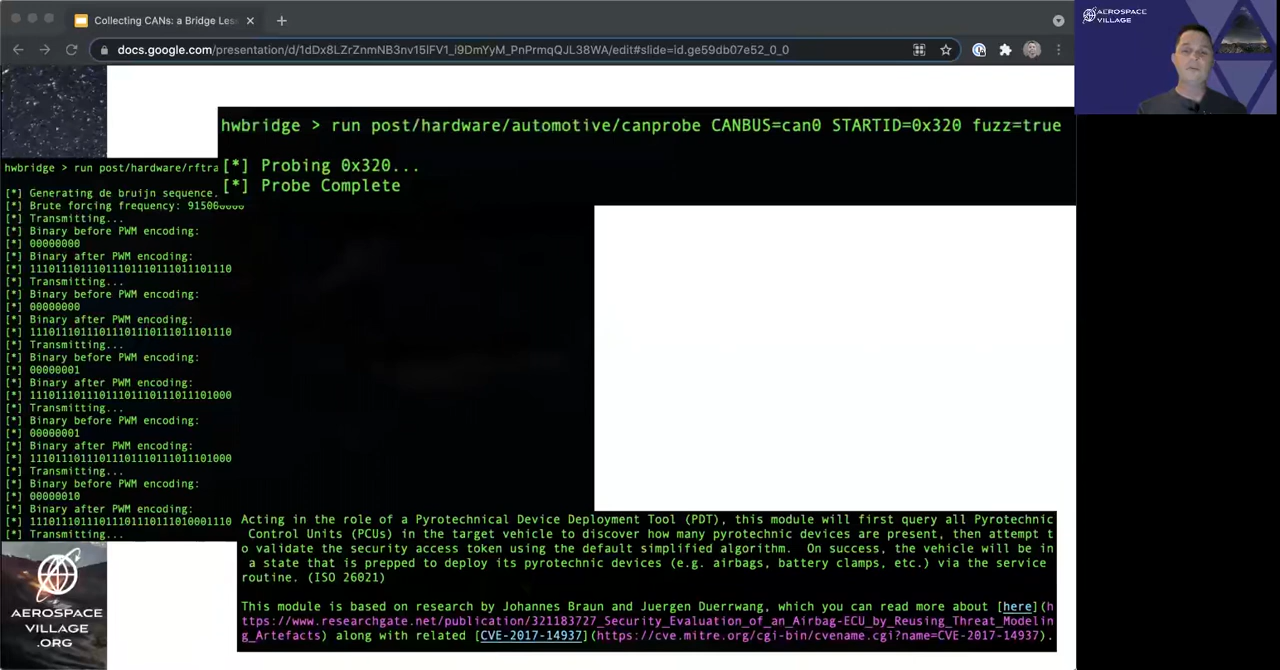 Collecting CANs: a Bridge Les
docs.google.com/presentation/d/1dDx8LZrZnmNB3nv15lFV1_i9DmYyM_PnPrmqQJL38WA/edit#slide=id.ge59db07e52_0_0
AEROSPACE
VILLAGE
hwbridge > run post/hardware/automotive/canprobe CANBUS=can0 STARTID=0x320 fuzz=true
[*] Probing 0x320...
[*] Probe Complete
hwbridge > run post/hardware/rftra
[*] Generating de bruijn sequence.
[*] Brute forcing frequency: 915000000
[*] Transmitting...
[*] Binary before PWM encoding:
[*] 00000000
[*] Binary after PWM encoding:
[*] 11101110111011101110111011101110
[*] Transmitting...
[*] Binary before PWM encoding:
[*] 00000000
[*] Binary after PWM encoding:
[*] 11101110111011101110111011101110
[*] Transmitting...
[*] Binary before PWM encoding:
[*] 00000001
[*] Binary after PWM encoding:
[*] 11101110111011101110111011101000
[*] Transmitting...
[*] Binary before PWM encoding:
[*] 00000001
[*] Binary after PWM encoding:
[*] 11101110111011101110111011101000
[*] Transmitting...
[*] Binary before PWM encoding:
[*] 00000010
[*] Binary after PWM encoding:
[*] 11101110111011101110111010001110
[*] Transmitting...
Acting in the role of a Pyrotechnical Device Deployment Tool (PDT), this module will first query all Pyrotechnic
Control Units (PCUs) in the target vehicle to discover how many pyrotechnic devices are present, then attempt t
o validate the security access token using the default simplified algorithm. On success, the vehicle will be in
a state that is prepped to deploy its pyrotechnic devices (e.g. airbags, battery clamps, etc.) via the service
routine. (ISO 26021)
This module is based on research by Johannes Braun and Juergen Duerrwang, which you can read more about [here](h
ttps://www.researchgate.net/publication/321183727_Security_Evaluation_of_an_Airbag-ECU_by_Reusing_Threat_Modelin
g_Artefacts) along with related [CVE-2017-14937](https://cve.mitre.org/cgi-bin/cvename.cgi?name=CVE-2017-14937).
AEROSPACE
VILLAGE
.ORG